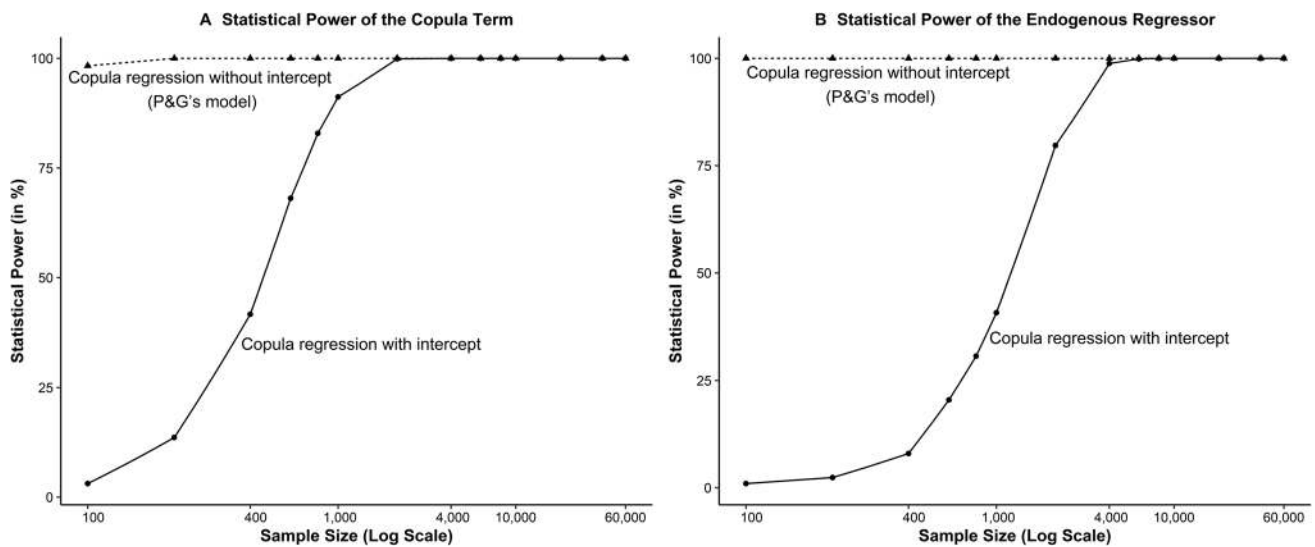 A Statistical Power of the Copula Term
Statistical Power (in %)
100
75
50
25
0
Copula regression without intercept
(P&G's model)
Copula regression with intercept
100
400
1,000
4,000
10,000
60,000
Sample Size (Log Scale)
B Statistical Power of the Endogenous Regressor
Statistical Power (in %)
100
75
50
25
0
Copula regression without intercept
(P&G's model)
Copula regression with intercept
100
400
1,000
4,000
10,000
60,000
Sample Size (Log Scale)